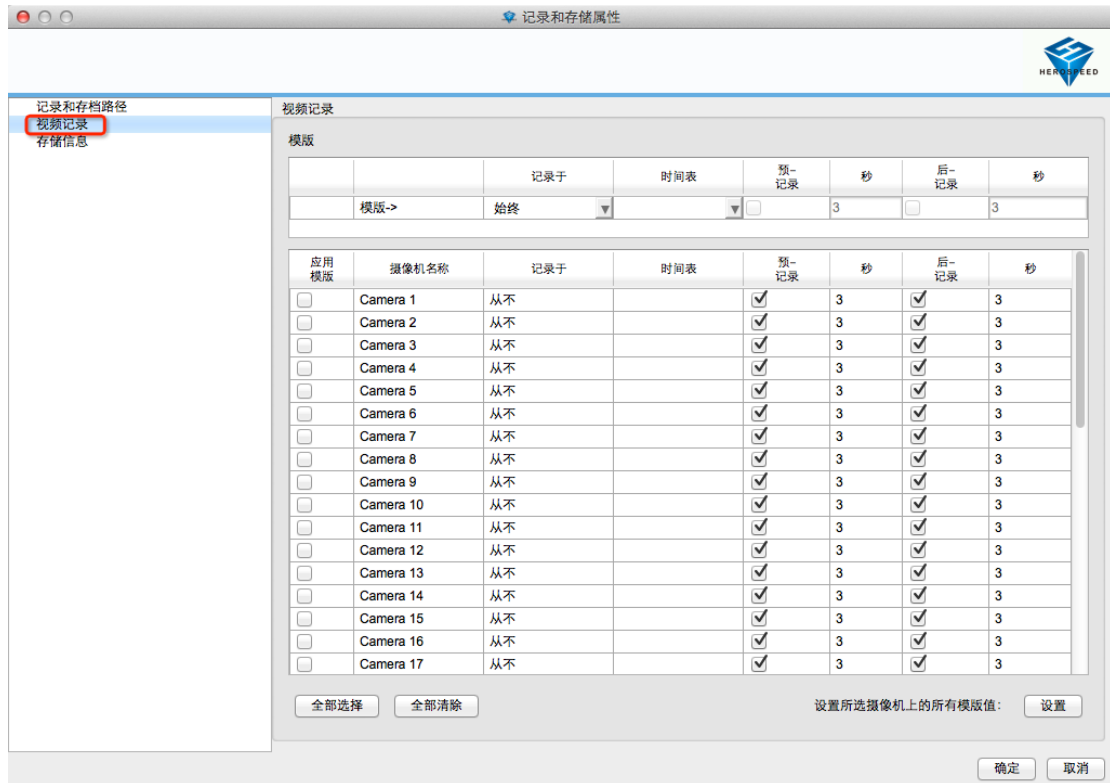 记录和存储属性
HEROSPEED
记录和存档路径
视频记录
存储信息
视频记录
模版
记录于 时间表 预-记录 秒 后-记录 秒
模版-> 始终 3 3
应用模版 摄像机名称 记录于 时间表 预-记录 秒 后-记录 秒
Camera 1 从不 3 3
Camera 2 从不 3 3
Camera 3 从不 3 3
Camera 4 从不 3 3
Camera 5 从不 3 3
Camera 6 从不 3 3
Camera 7 从不 3 3
Camera 8 从不 3 3
Camera 9 从不 3 3
Camera 10 从不 3 3
Camera 11 从不 3 3
Camera 12 从不 3 3
Camera 13 从不 3 3
Camera 14 从不 3 3
Camera 15 从不 3 3
Camera 16 从不 3 3
Camera 17 从不 3 3
全部选择 全部清除 设置所选摄像机上的所有模版值: 设置
确定 取消